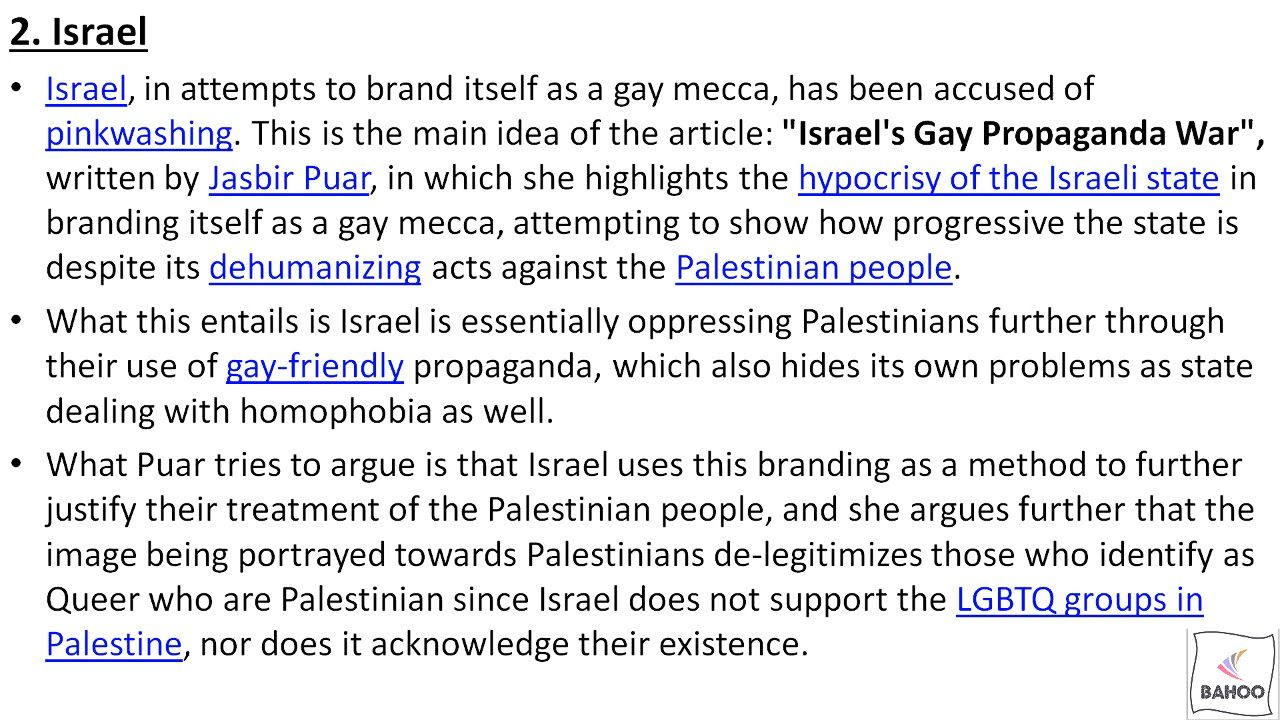 2. Israel
• Israel, in attempts to brand itself as a gay mecca, has been accused of
pinkwashing. This is the main idea of the article: "Israel's Gay Propaganda War",
written by Jasbir Puar, in which she highlights the hypocrisy of the Israeli state in
branding itself as a gay mecca, attempting to show how progressive the state is
despite its dehumanizing acts against the Palestinian people.
• What this entails is Israel is essentially oppressing Palestinians further through
their use of gay-friendly propaganda, which also hides its own problems as state
dealing with homophobia as well.
• What Puar tries to argue is that Israel uses this branding as a method to further
justify their treatment of the Palestinian people, and she argues further that the
image being portrayed towards Palestinians de-legitimizes those who identify as
Queer who are Palestinian since Israel does not support the LGBTQ groups in
Palestine, nor does it acknowledge their existence.
BAHOO